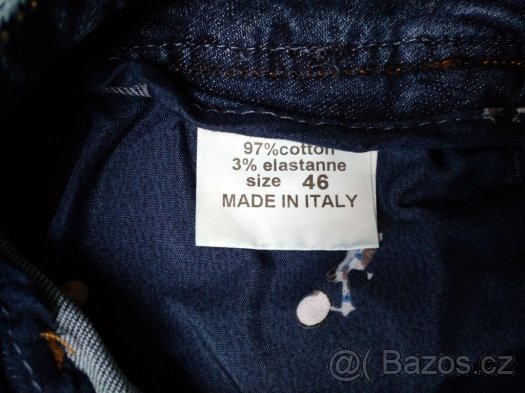 97%cotton
3% elastanne
size 46
MADE IN ITALY
@( Bazos.cz